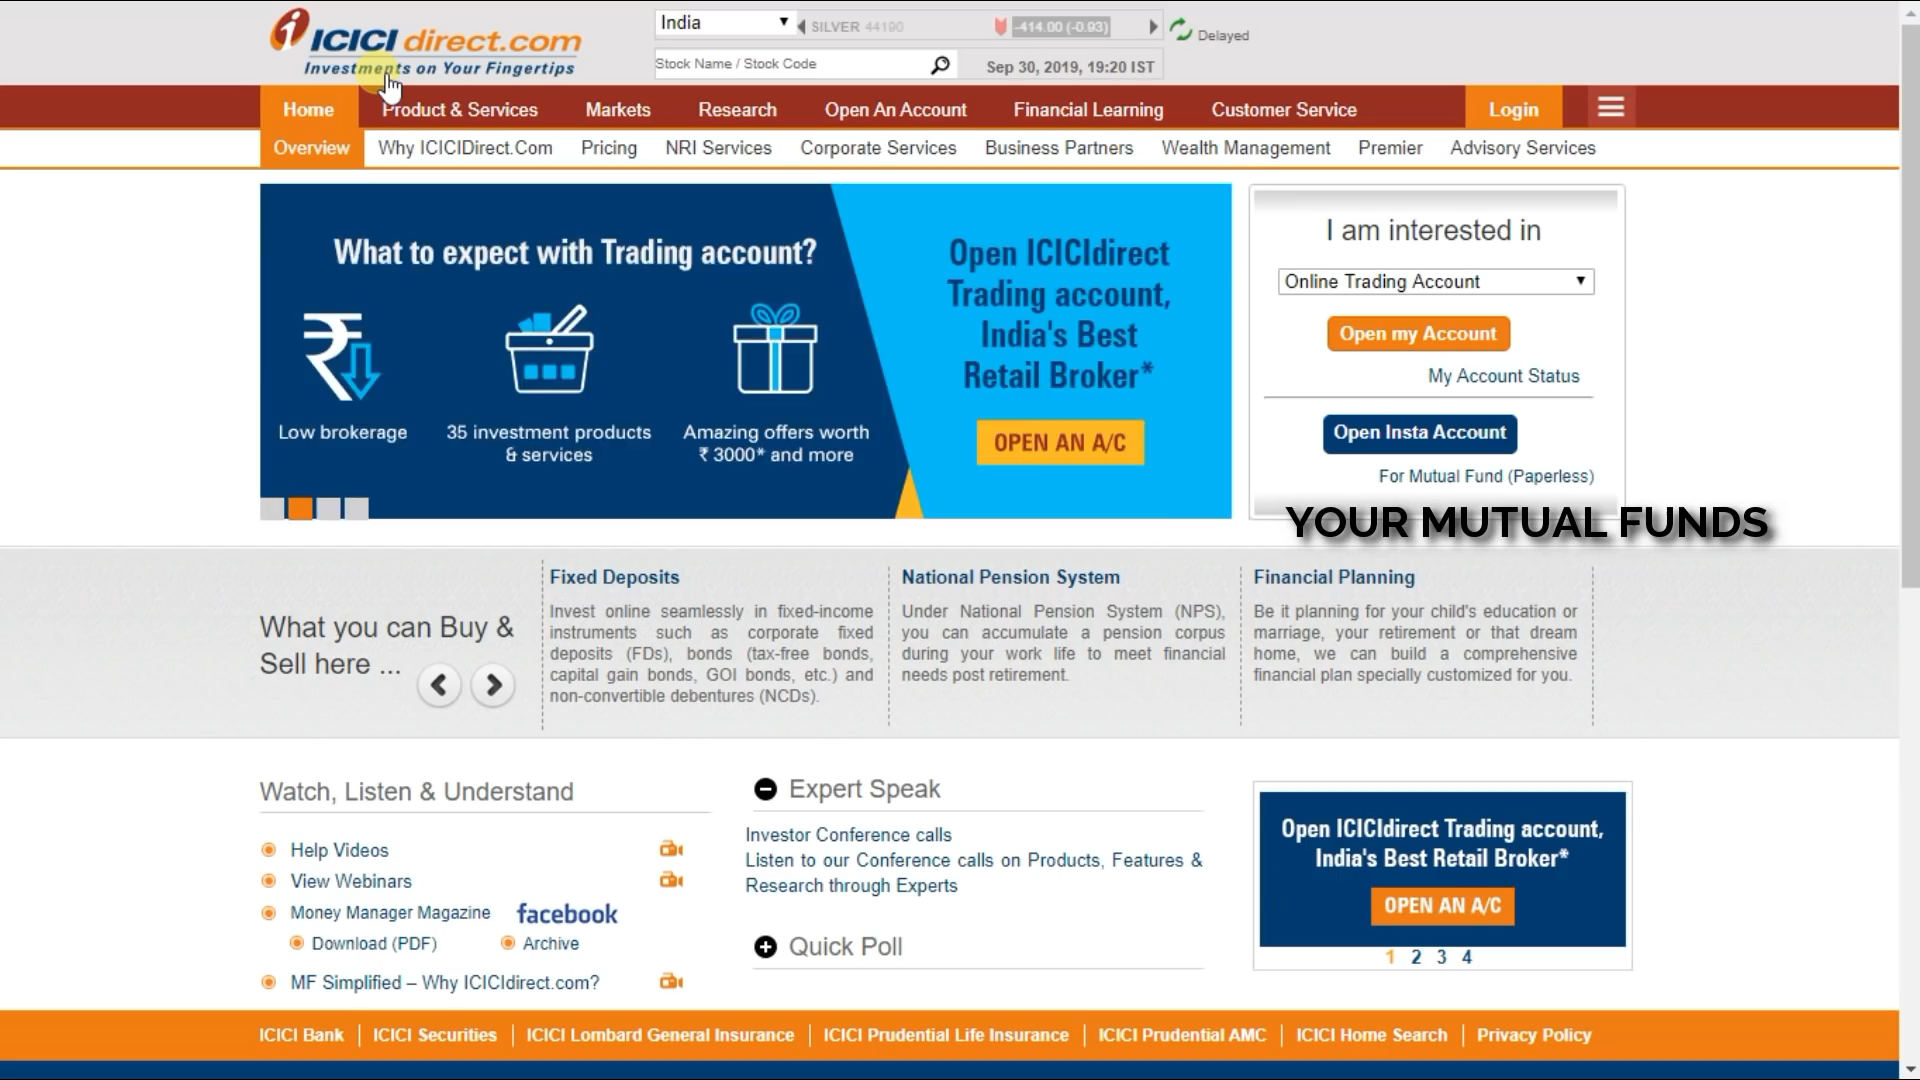 ICICI direct.com
Investments on Your Fingertips
India
SILVER 44190
-414.00 (-0.93)
Delayed
Stock Name / Stock Code
Sep 30, 2019, 19:20 IST
Home
Product & Services
Markets
Research
Open An Account
Financial Learning
Customer Service
Login
Overview
Why ICICIDirect.Com
Pricing
NRI Services
Corporate Services
Business Partners
Wealth Management
Premier
Advisory Services
What to expect with Trading account?
Low brokerage
35 investment products
& services
Amazing offers worth
₹ 3000* and more
Open ICICIdirect
Trading account,
India's Best
Retail Broker*
OPEN AN A/C
I am interested in
Online Trading Account
Open my Account
My Account Status
Open Insta Account
For Mutual Fund (Paperless)
YOUR MUTUAL FUNDS
What you can Buy &
Sell here ...
Fixed Deposits
Invest online seamlessly in fixed-income
instruments such as corporate fixed
deposits (FDs), bonds (tax-free bonds,
capital gain bonds, GOI bonds, etc.) and
non-convertible debentures (NCDs).
National Pension System
Under National Pension System (NPS),
you can accumulate a pension corpus
during your work life to meet financial
needs post retirement.
Financial Planning
Be it planning for your child's education or
marriage, your retirement or that dream
home, we can build a comprehensive
financial plan specially customized for you.
Watch, Listen & Understand
Help Videos
View Webinars
Money Manager Magazine
facebook
Download (PDF)
Archive
MF Simplified – Why ICICIdirect.com?
Expert Speak
Investor Conference calls
Listen to our Conference calls on Products, Features &
Research through Experts
Quick Poll
Open ICICIdirect Trading account,
India's Best Retail Broker*
OPEN AN A/C
1 2 3 4
ICICI Bank
ICICI Securities
ICICI Lombard General Insurance
ICICI Prudential Life Insurance
ICICI Prudential AMC
ICICI Home Search
Privacy Policy